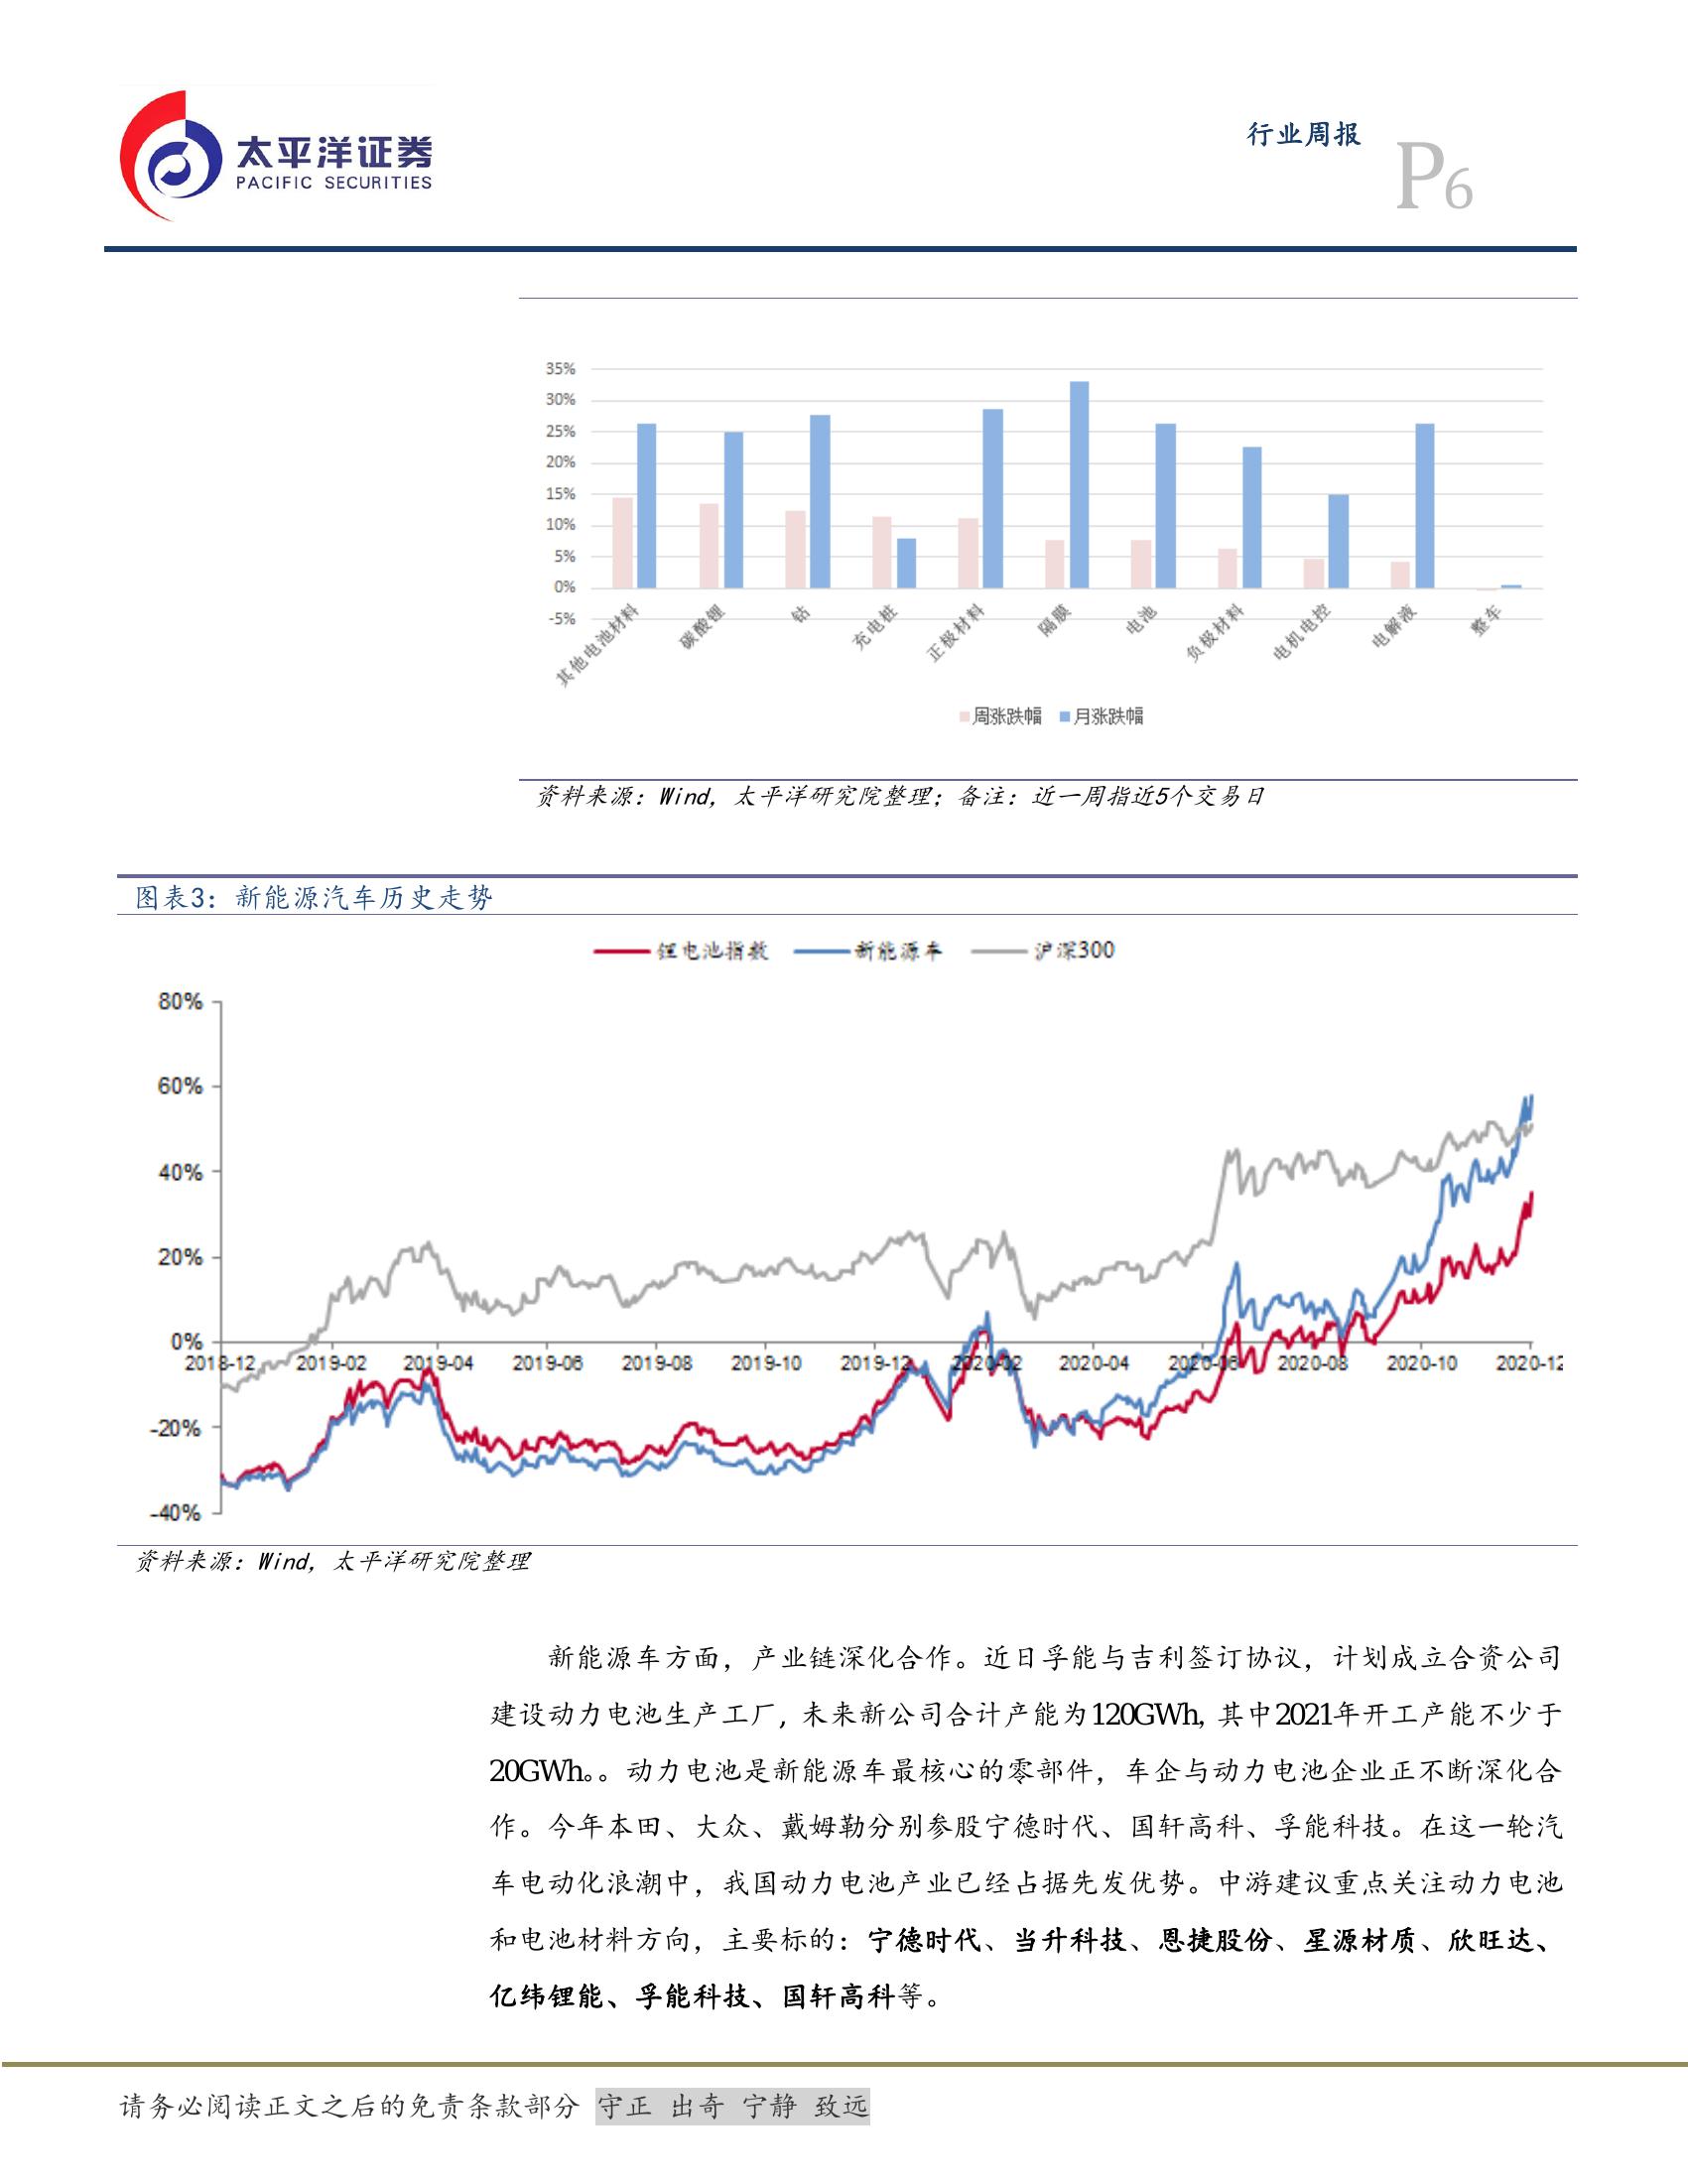 太平洋证券
PACIFIC SECURITIES
行业周报
P6
35%
30%
25%
20%
15%
10%
5%
0%
-5%
其他电池材料
碳酸锂
钴
充电桩
正极材料
隔膜
电池
负极材料
电机电控
电解液
整车
周涨跌幅 月涨跌幅
资料来源：Wind，太平洋研究院整理；备注：近一周指近5个交易日
图表3：新能源汽车历史走势
锂电池指数 新能源车 沪深300
80%
60%
40%
20%
0%
2018-12 2019-02 2019-04 2019-06 2019-08 2019-10 2019-12 2020-02 2020-04 2020-06 2020-08 2020-10 2020-12
-20%
-40%
资料来源：Wind，太平洋研究院整理
新能源车方面，产业链深化合作。近日孚能与吉利签订协议，计划成立合资公司
建设动力电池生产工厂，未来新公司合计产能为120GWh，其中2021年开工产能不少于
20GWh。。动力电池是新能源车最核心的零部件，车企与动力电池企业正不断深化合
作。今年本田、大众、戴姆勒分别参股宁德时代、国轩高科、孚能科技。在这一轮汽
车电动化浪潮中，我国动力电池产业已经占据先发优势。中游建议重点关注动力电池
和电池材料方向，主要标的：宁德时代、当升科技、恩捷股份、星源材质、欣旺达、
亿纬锂能、孚能科技、国轩高科等。
请务必阅读正文之后的免责条款部分 守正 出奇 宁静 致远